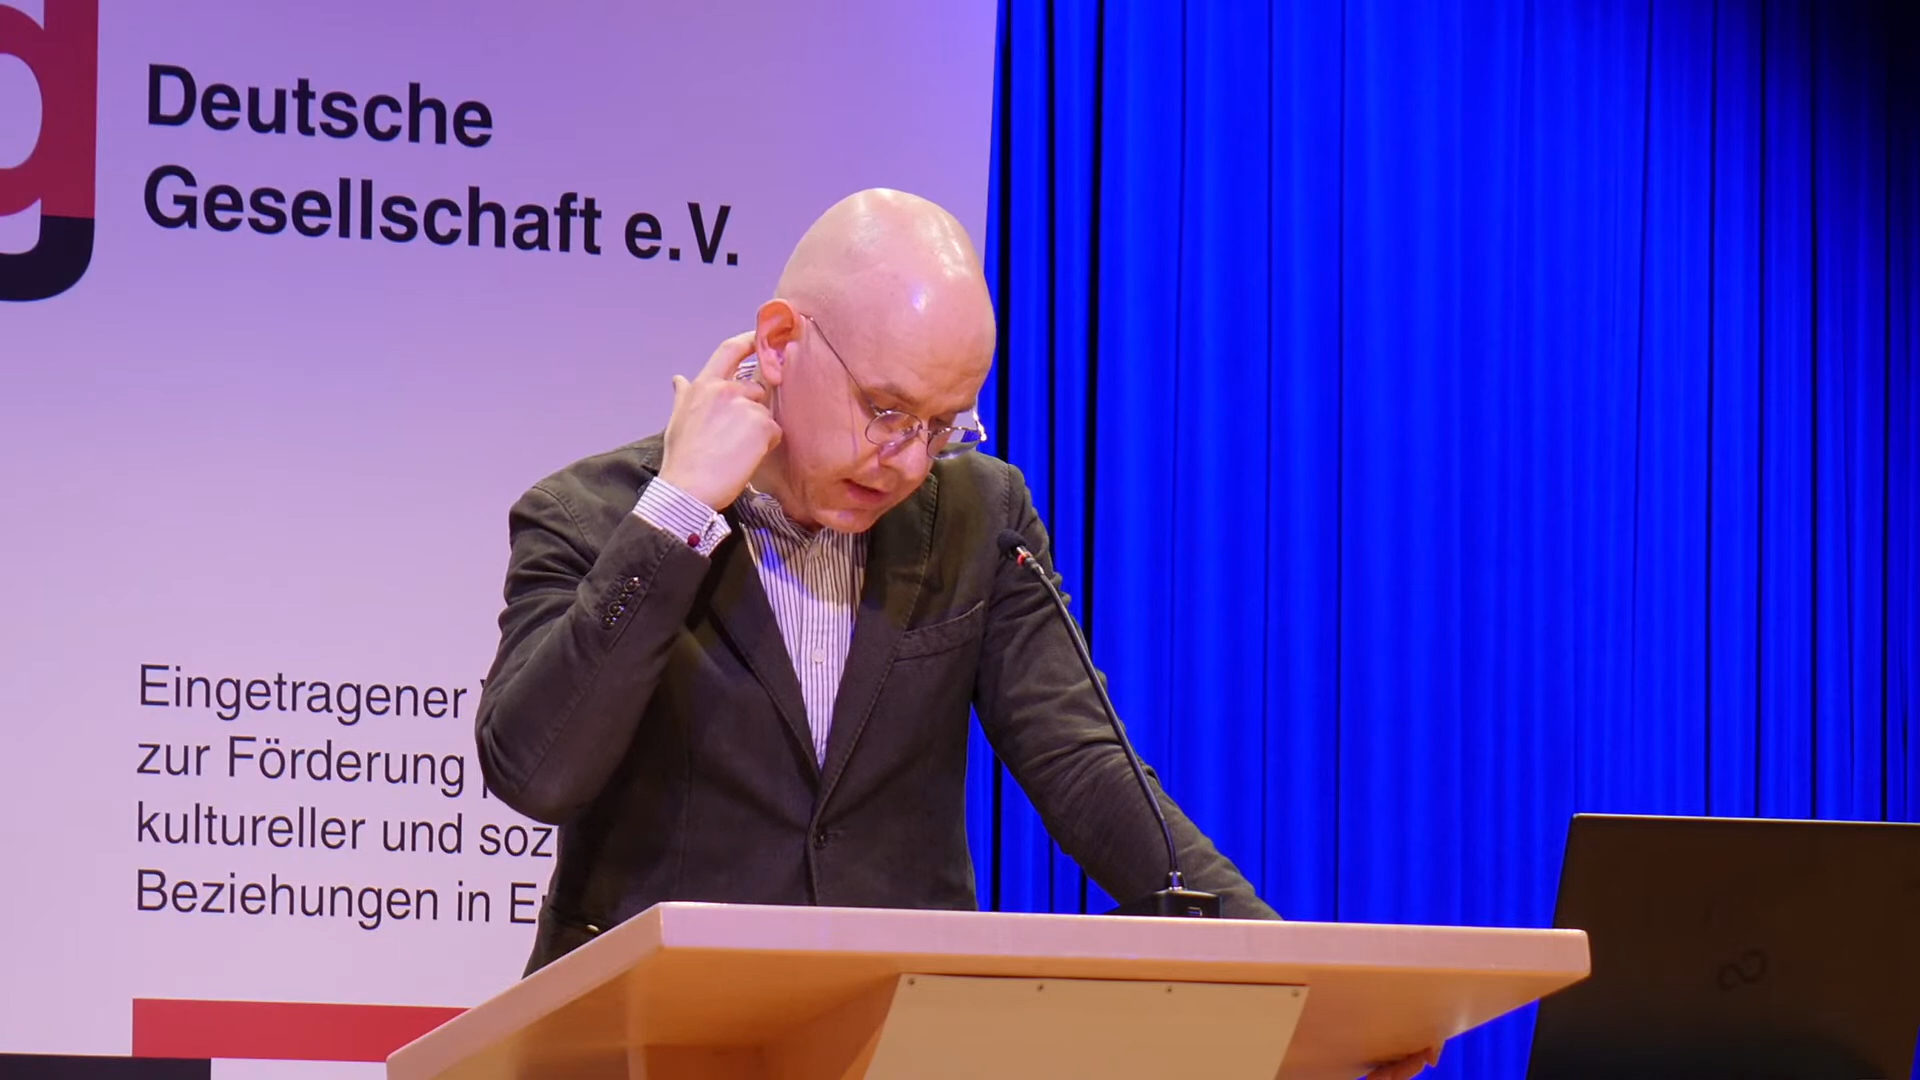 Deutsche
Gesellschaft e.V.
Eingetragener
zur Förderung
kultureller und soz
Beziehungen in E